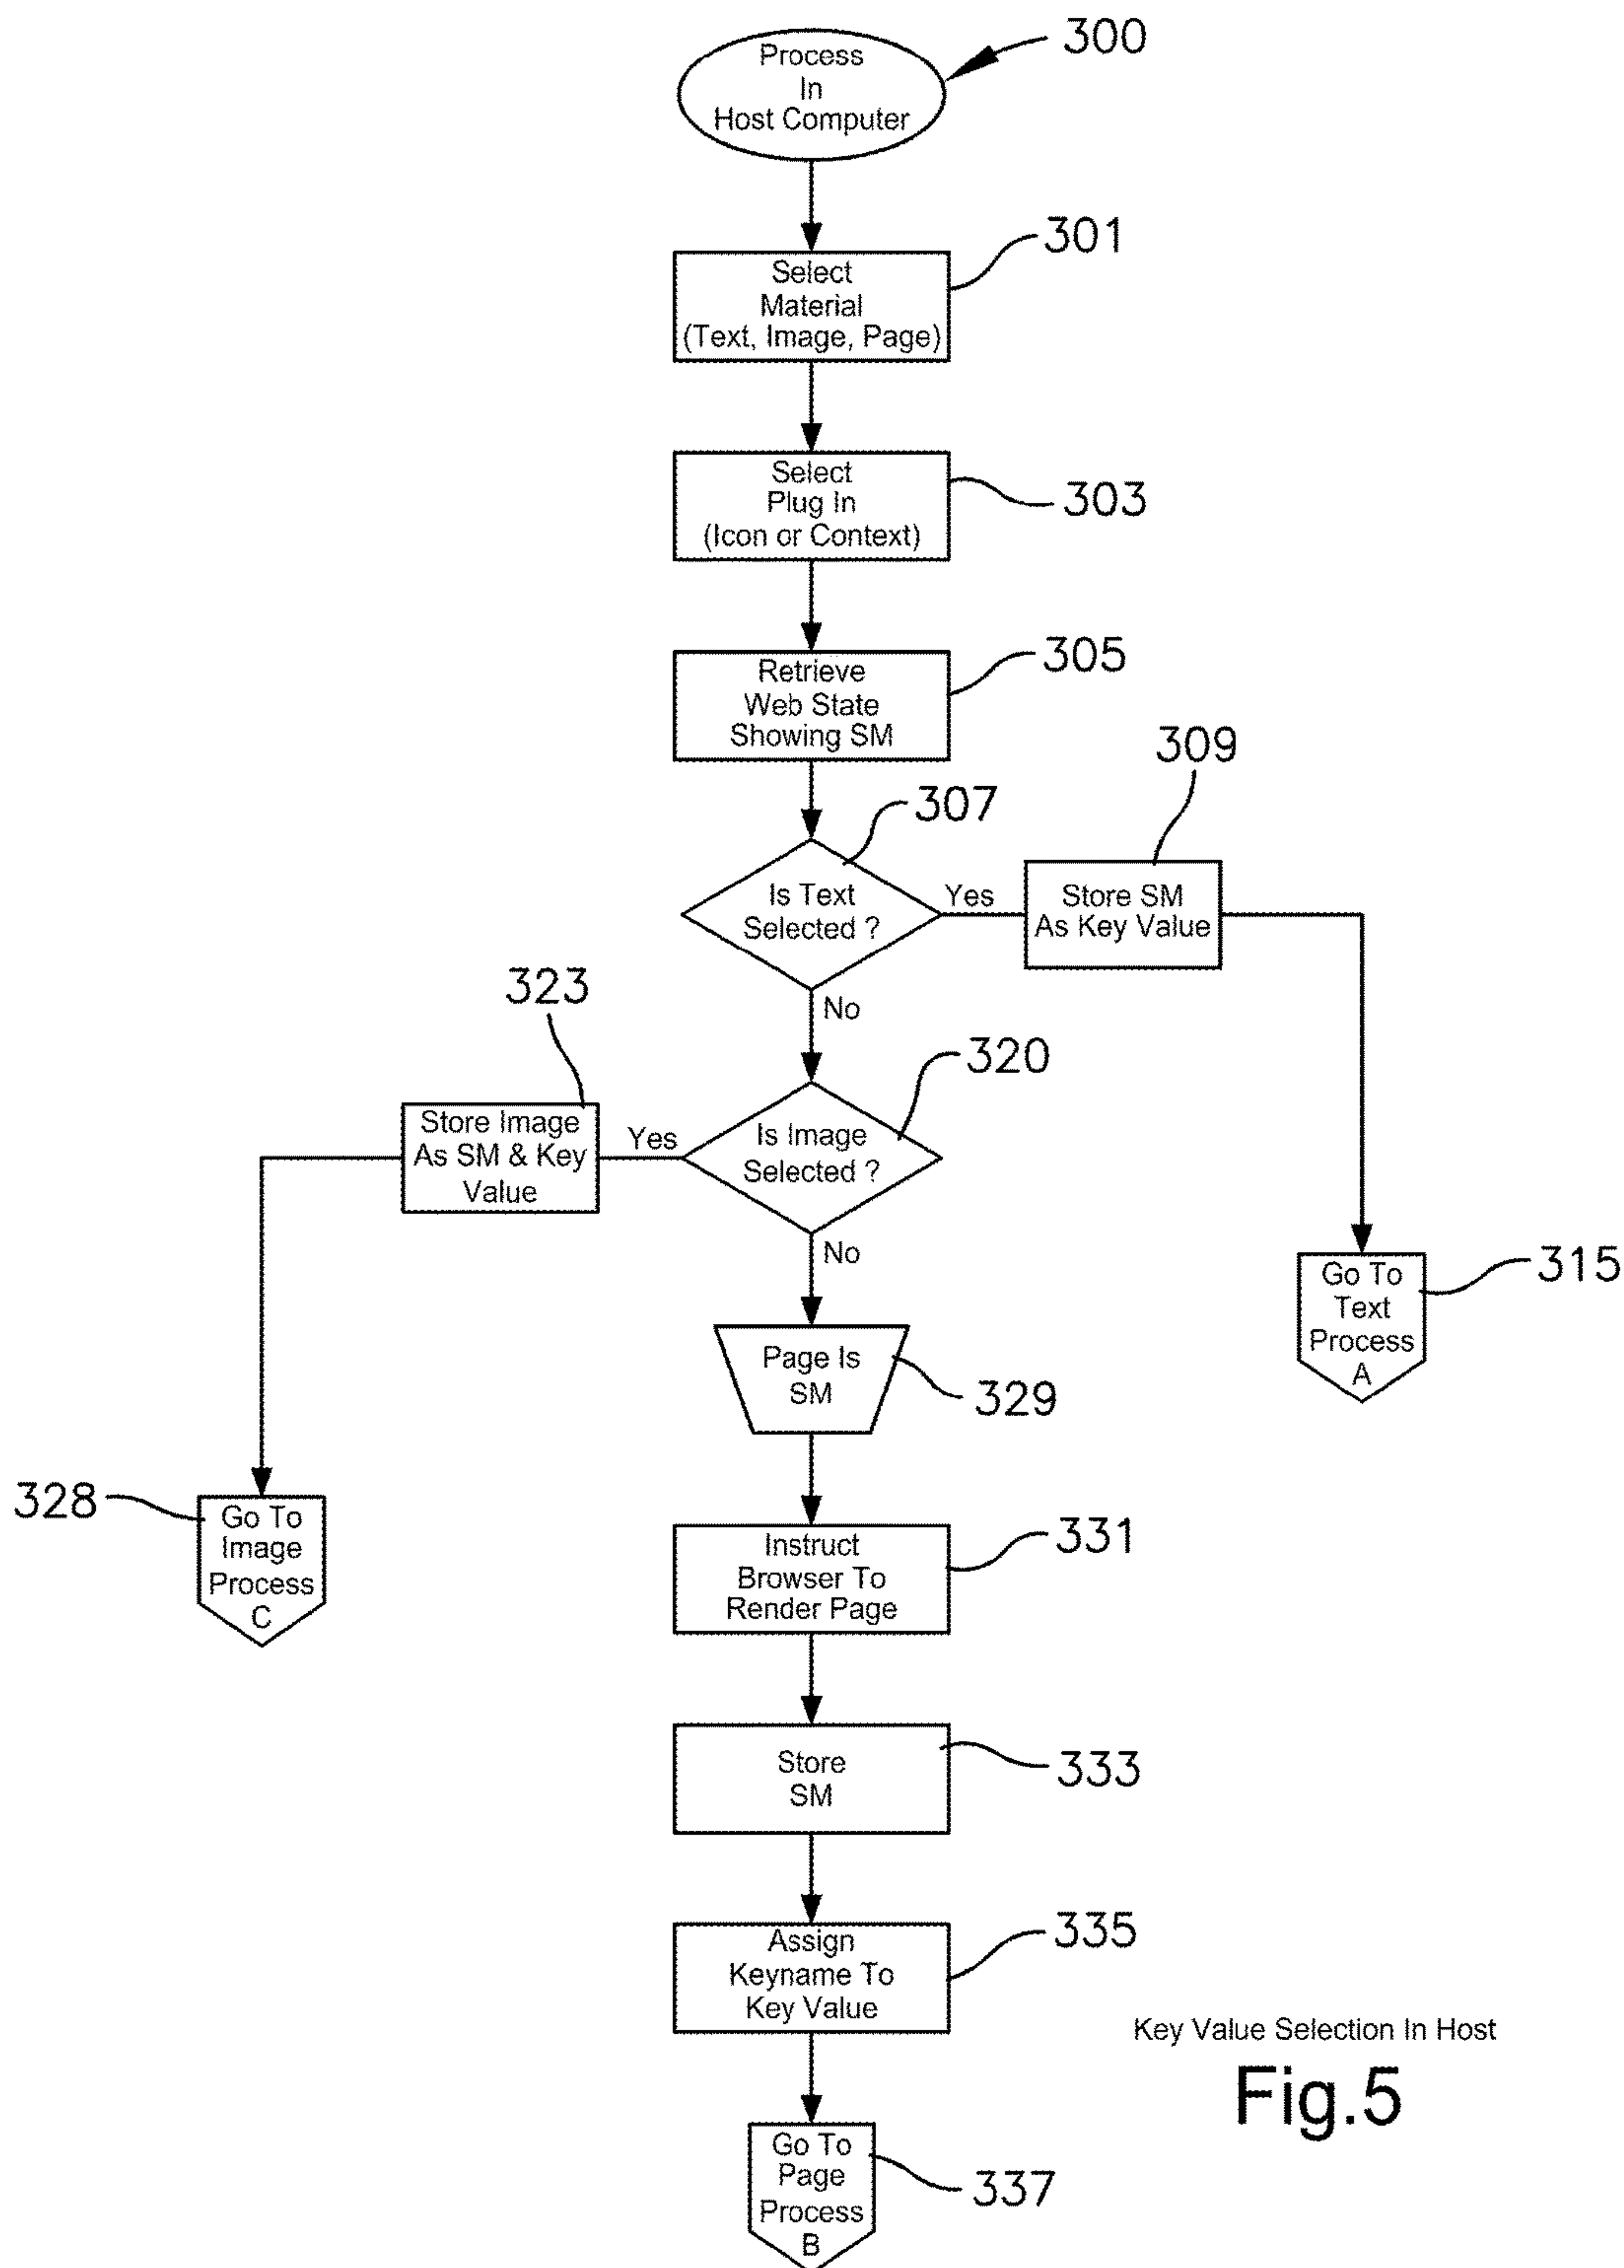 300
Process
In
Host Computer
301
Select
Material
(Text, Image, Page)
303
Select
Plug In
(Icon or Context)
305
Retrieve
Web State
Showing SM
307
Is Text
Selected ?
Yes
309
Store SM
As Key Value
No
315
Go To
Text
Process
A
320
Is Image
Selected ?
Yes
323
Store Image
As SM & Key
Value
No
328
Go To
Image
Process
C
329
Page Is
SM
331
Instruct
Browser To
Render Page
333
Store
SM
335
Assign
Keyname To
Key Value
337
Go To
Page
Process
B
Key Value Selection In Host
Fig.5